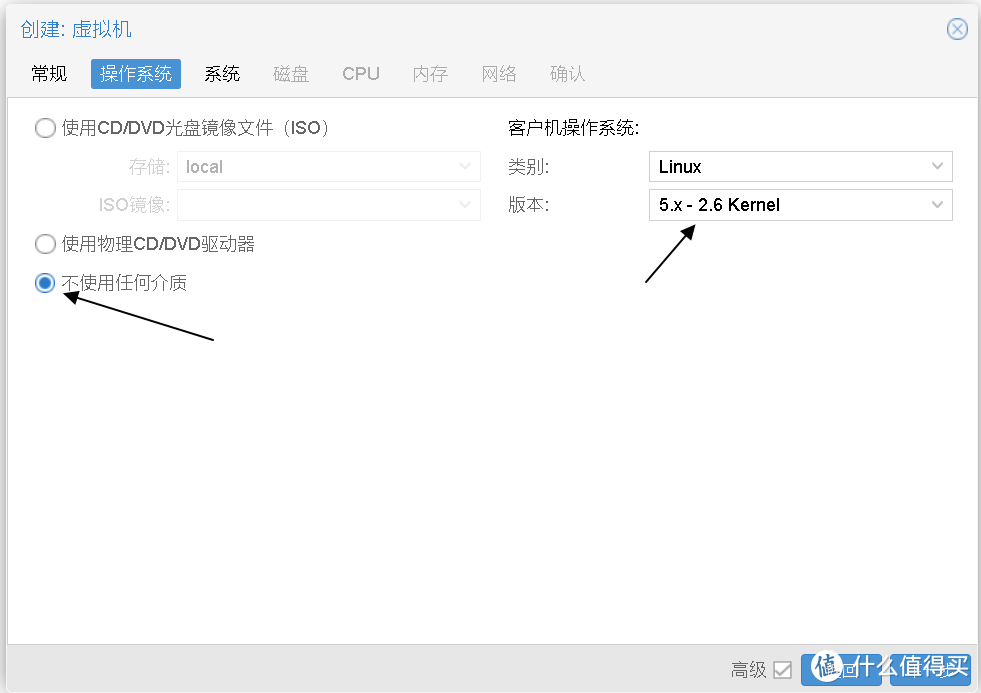 创建: 虚拟机
常规 操作系统 系统 磁盘 CPU 内存 网络 确认
使用CD/DVD光盘镜像文件（ISO） 客户机操作系统:
存储: local 类别: Linux
ISO镜像: 版本: 5.x - 2.6 Kernel
使用物理CD/DVD驱动器
不使用任何介质
高级
值 什么值得买